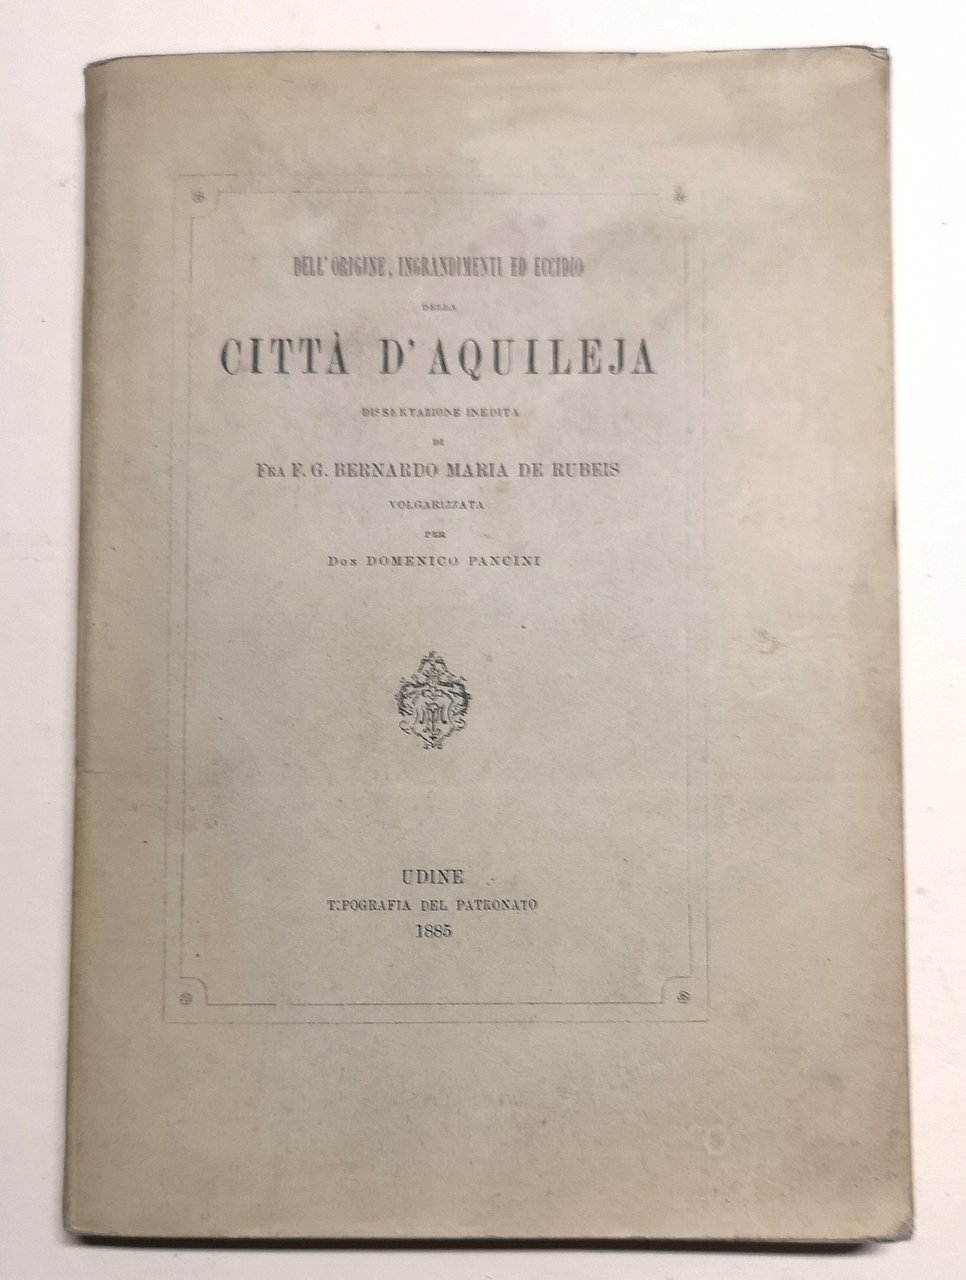 DELL' ORIGINE, INGRANDIMENTI ED ECCIDIO
DELLA
CITTÀ D' AQUILEJA
DISSERTAZIONE INEDITA
DI
FRA F. G. BERNARDO MARIA DE RUBEIS
VOLGARIZZATA
PER
DON DOMENICO PANCINI
UDINE
TIPOGRAFIA DEL PATRONATO
1885